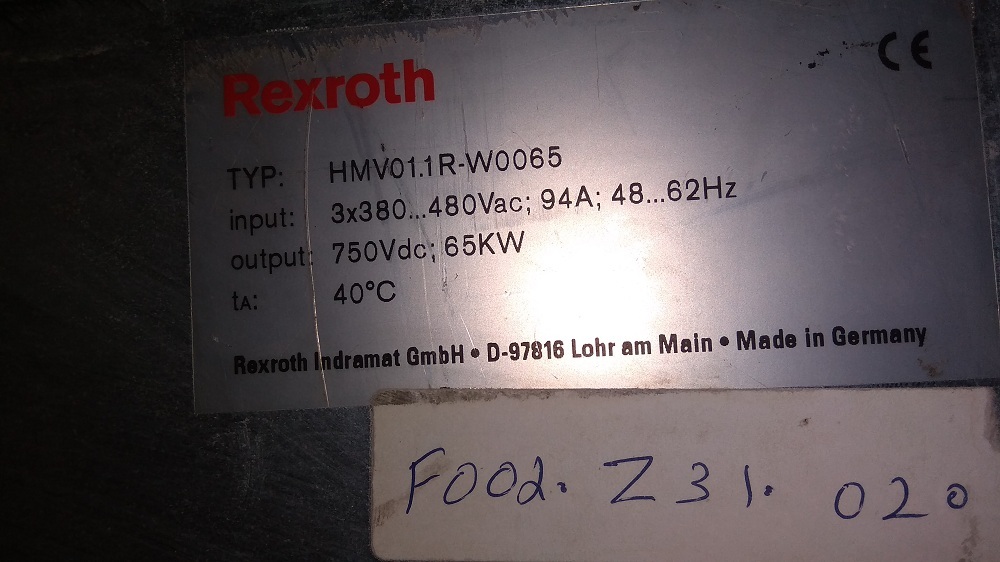 CE
Rexroth
TYP: HMV01.1R-W0065
input: 3x380...480Vac; 94A; 48...62Hz
output: 750Vdc; 65KW
tA: 40°C
Rexroth Indramat GmbH • D-97816 Lohr am Main • Made in Germany
F002. Z31. 020